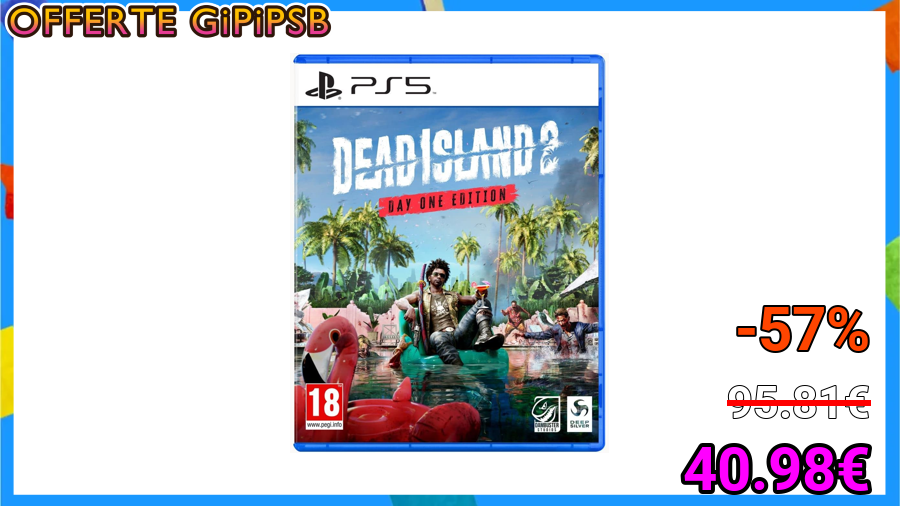 OFFERTE GiPiPSB
PS5
DEAD ISLAND 2
DAY ONE EDITION
18
www.pegi.info
DAMBUSTER
STUDIOS
DEEP
SILVER
-57%
95.81€
40.98€